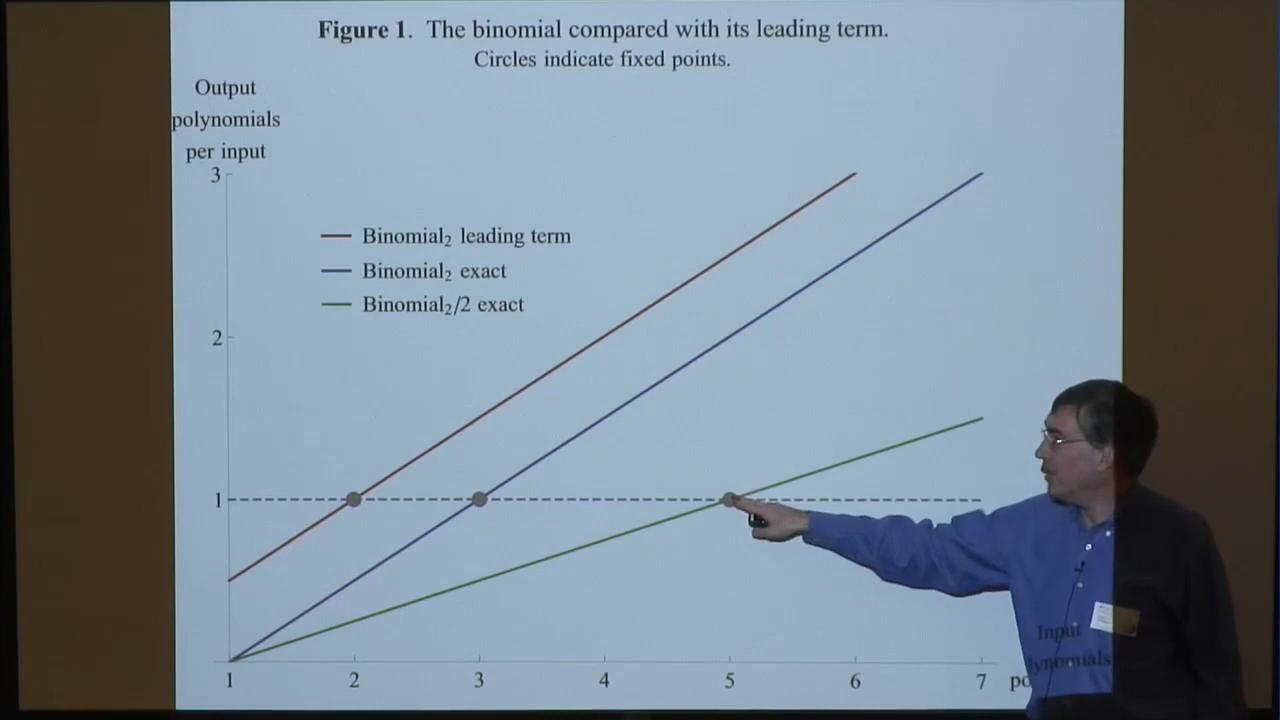 Figure 1. The binomial compared with its leading term.
Circles indicate fixed points.
Output
polynomials
per input
3
2
1
Binomial₂ leading term
Binomial₂ exact
Binomial₂/2 exact
1 2 3 4 5 6 7
Input